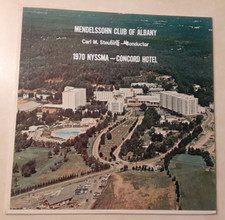 MENDELSSOHN CLUB OF ALBANY
Carl M. Steubing — Conductor
1970 NYSSMA — CONCORD HOTEL